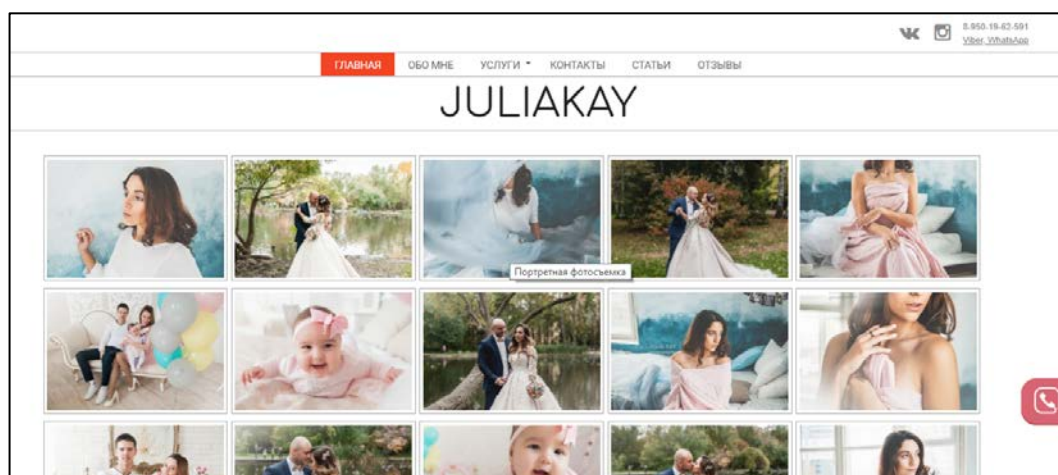 8-950-19-62-591
Viber, WhatsApp
ГЛАВНАЯ ОБО МНЕ УСЛУГИ КОНТАКТЫ СТАТЬИ ОТЗЫВЫ
JULIAKAY
Портретная фотосъемка